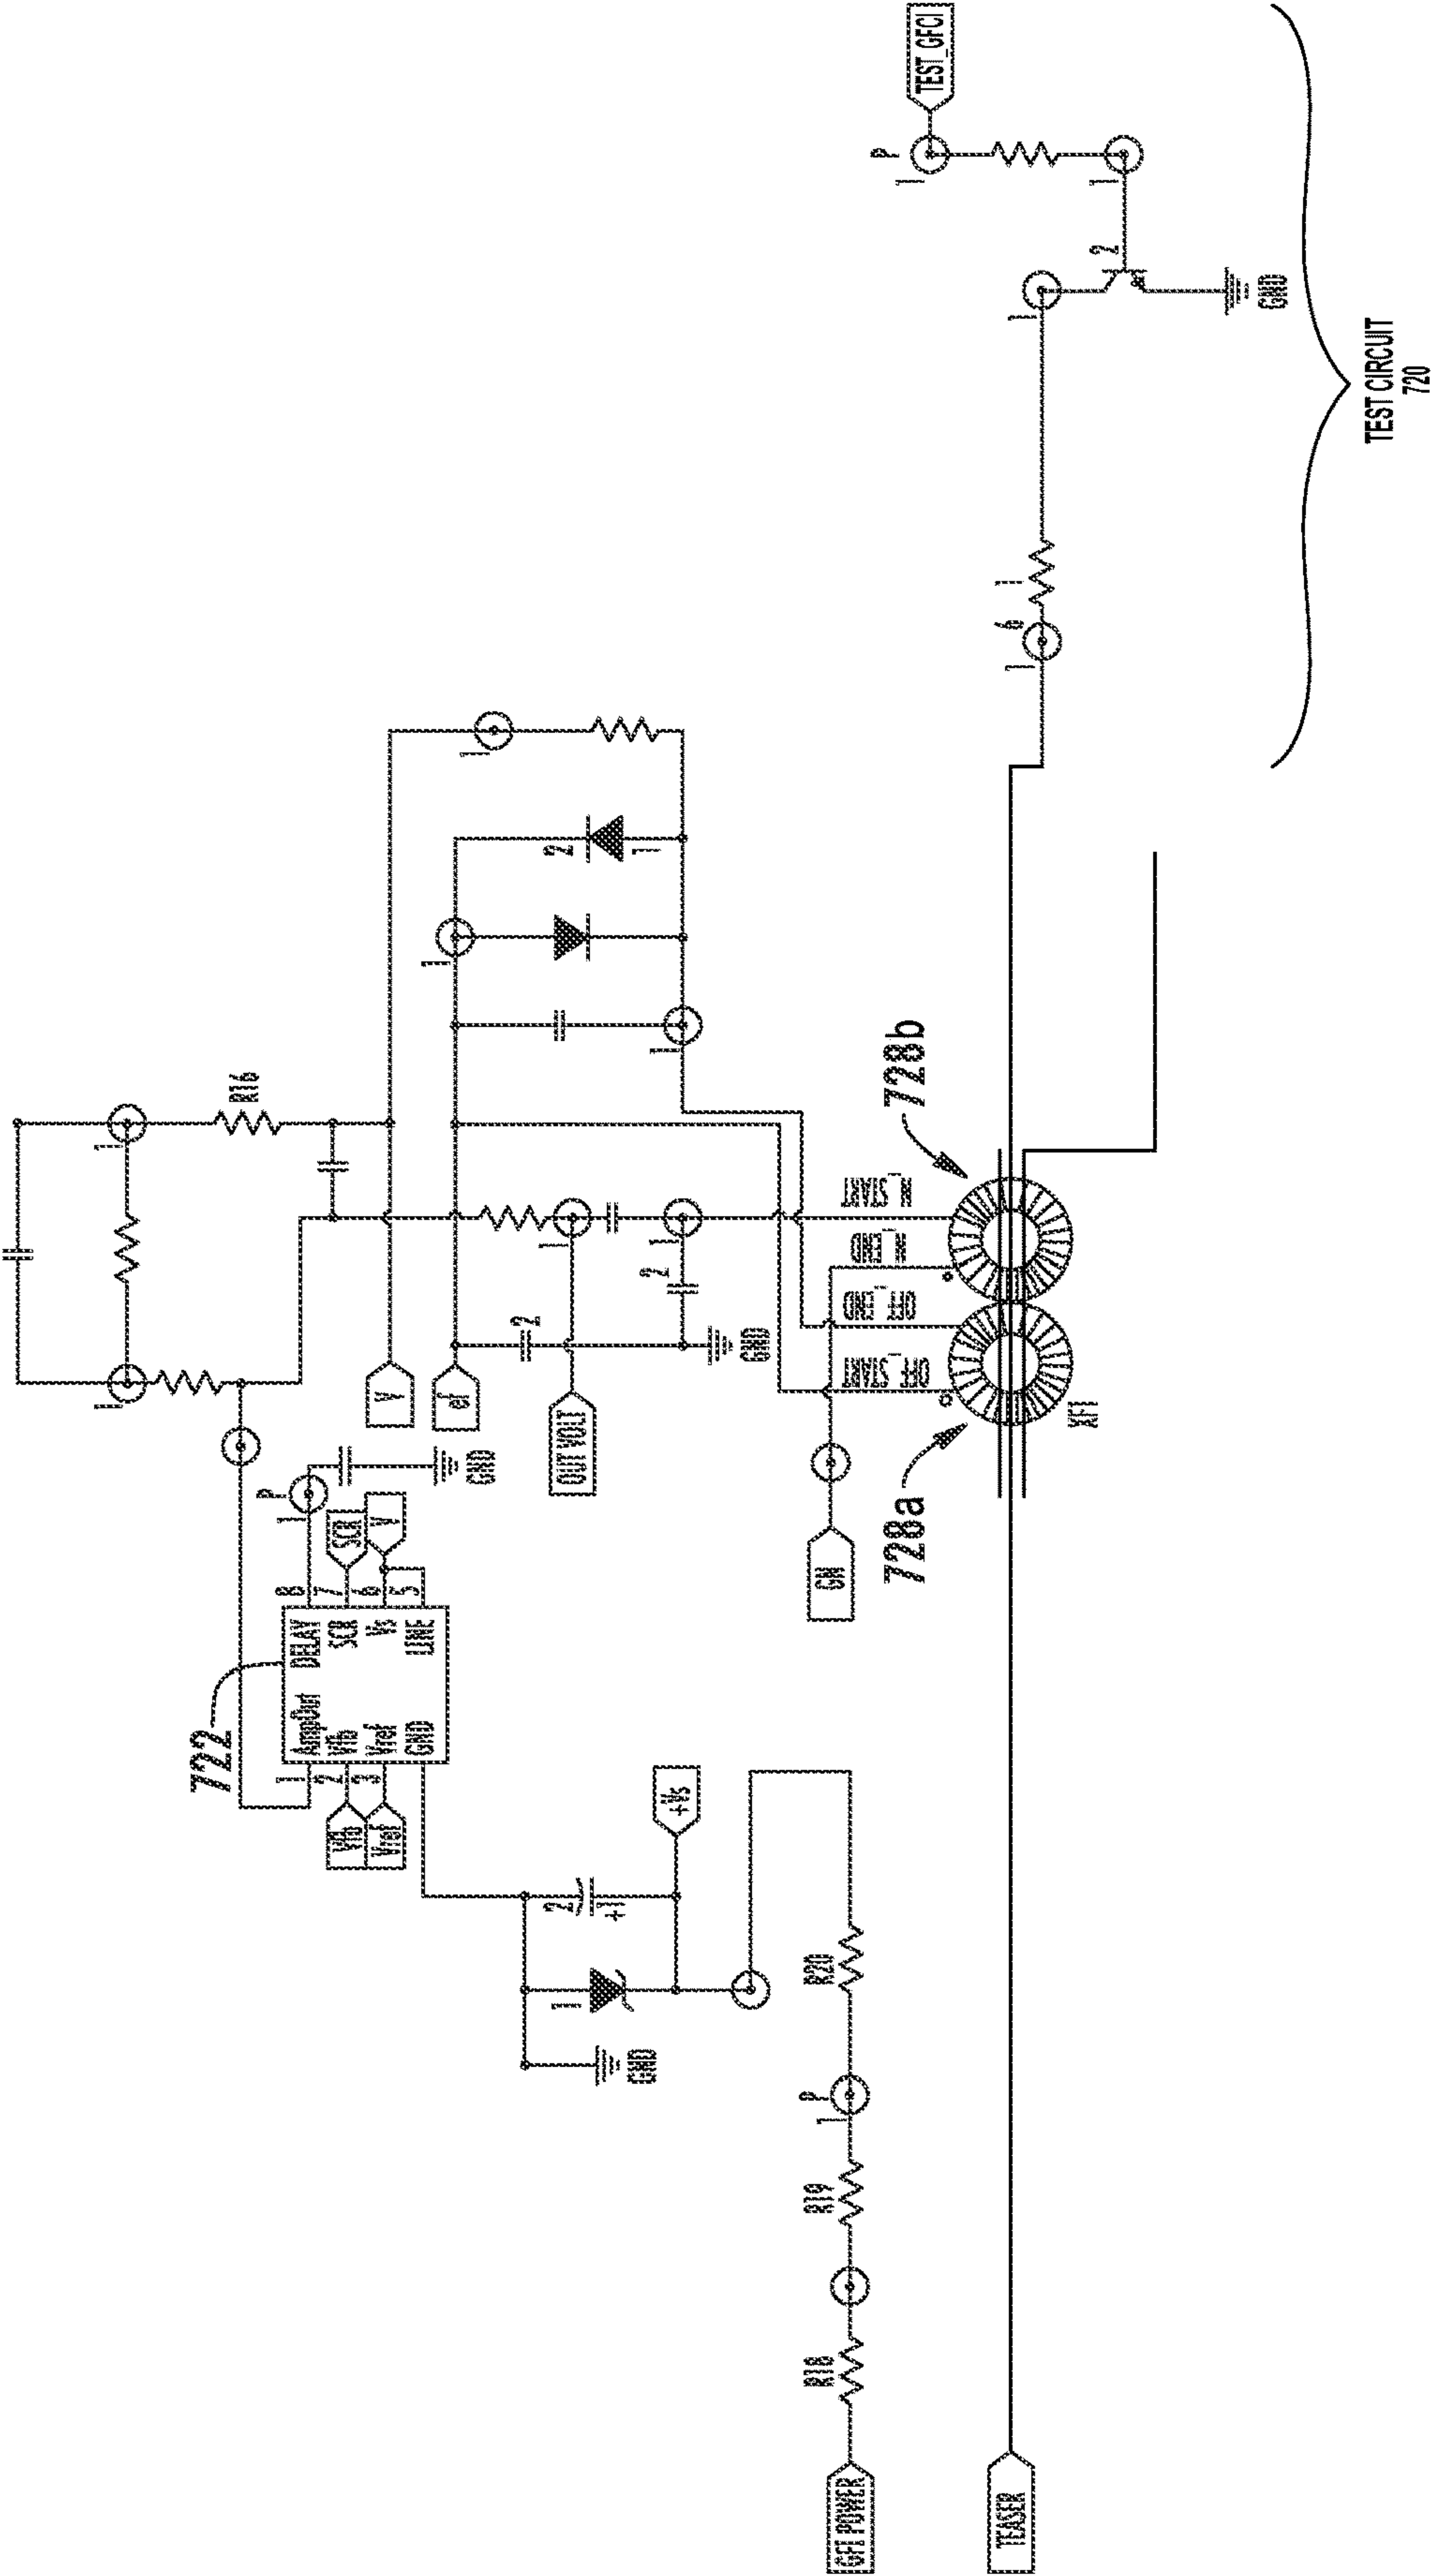 R16
722
1
2
3
AmpOut
Vfb
Vref
GND
DELAY
SCR
Vs
LINE
8
7
6
5
P
1
SCR
V
Vfb
Vref
GND
V
ef
OUT VOLT
2
2
1
1
GND
1
1
1
1
1
2
1
+Vs
2
+1
1
GND
GFI POWER
R18
R19
1
P
R20
GN
OFF_START
OFF_END
N_END
N_START
728a
728b
XF1
TEASER
1
6
1
1
2
GND
1
P
1
TEST_GFCI
TEST CIRCUIT
720